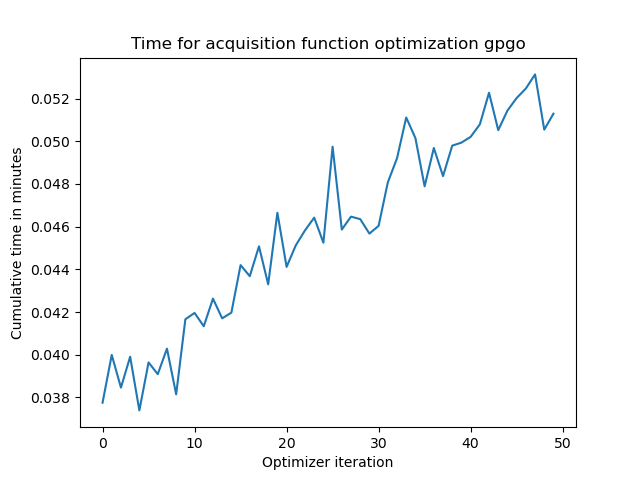 Time for acquisition function optimization gpgo
Cumulative time in minutes
0.052
0.050
0.048
0.046
0.044
0.042
0.040
0.038
0 10 20 30 40 50
Optimizer iteration